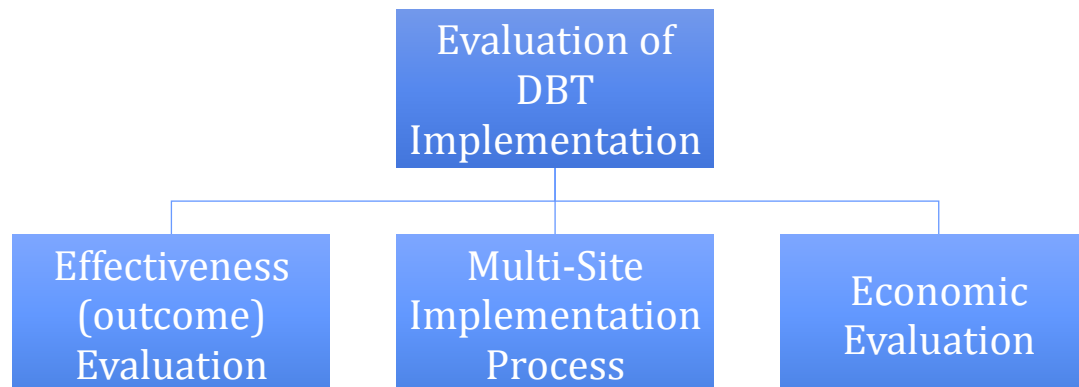 Evaluation of
DBT
Implementation
Effectiveness
(outcome)
Evaluation
Multi-Site
Implementation
Process
Economic
Evaluation